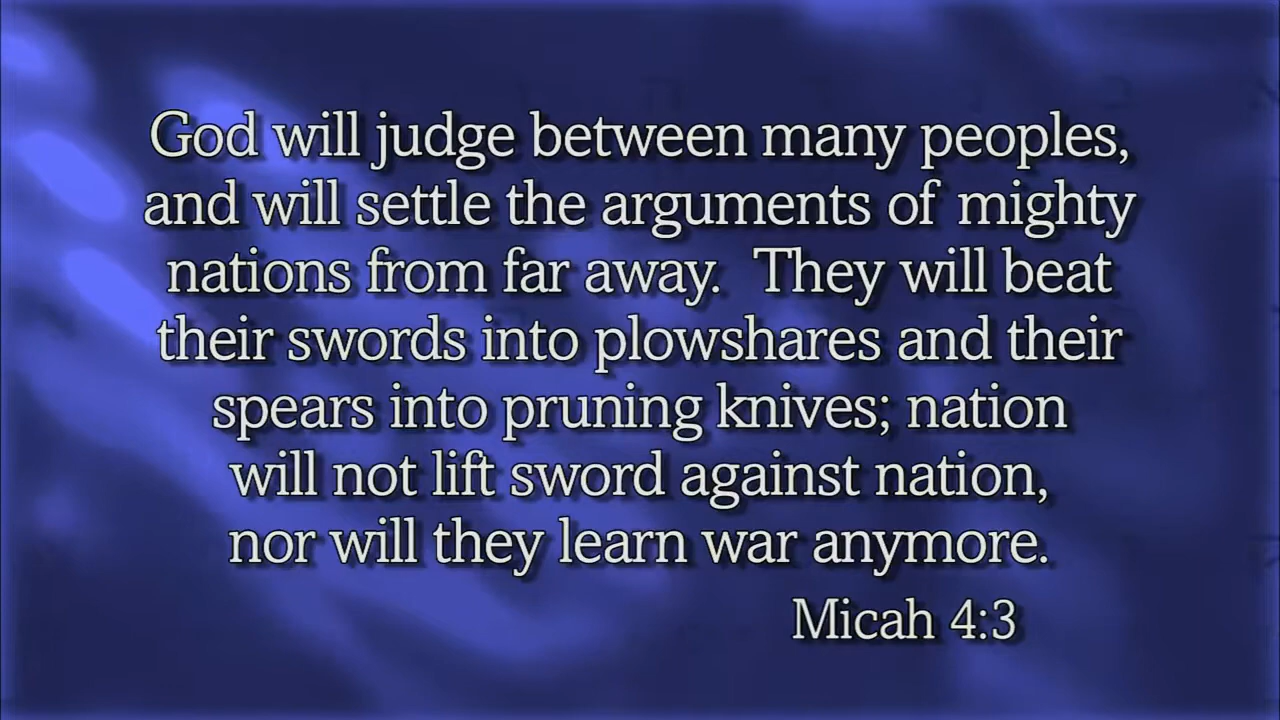 God will judge between many peoples,
and will settle the arguments of mighty
nations from far away.  They will beat
their swords into plowshares and their
spears into pruning knives; nation
will not lift sword against nation,
nor will they learn war anymore.
Micah 4:3